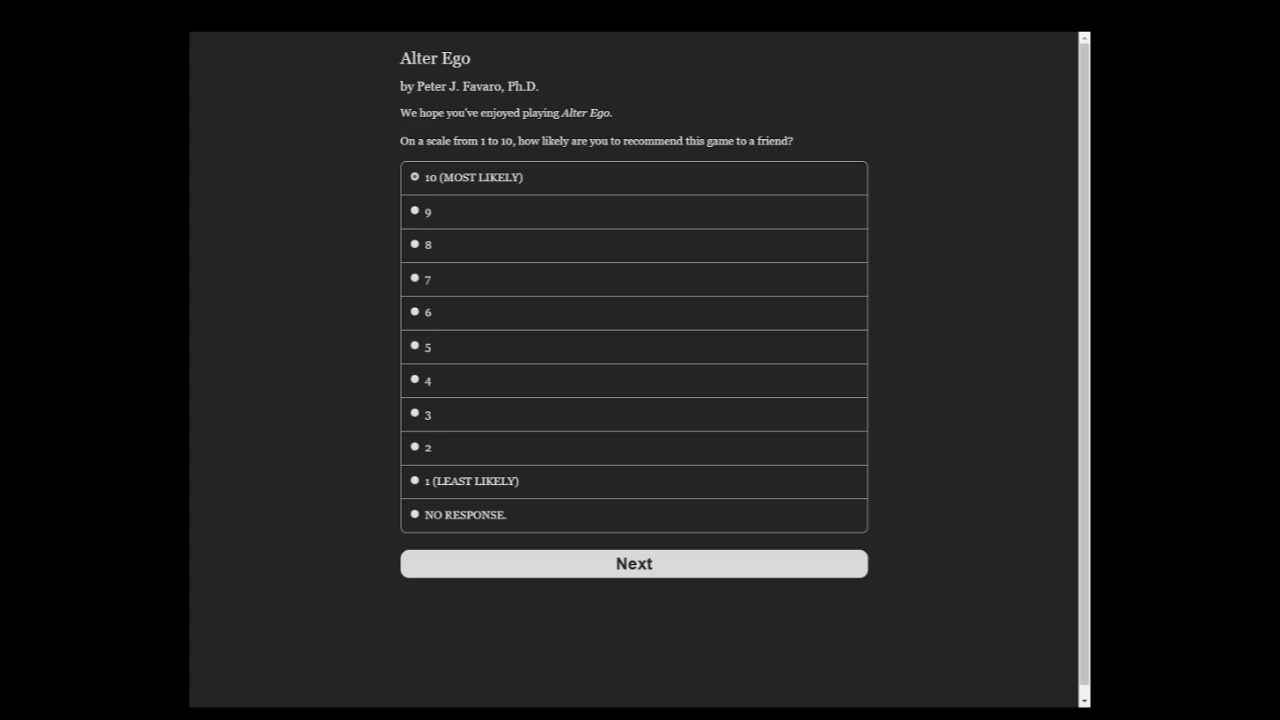 Alter Ego
by Peter J. Favaro, Ph.D.
We hope you've enjoyed playing Alter Ego.
On a scale from 1 to 10, how likely are you to recommend this game to a friend?
10 (MOST LIKELY)
9
8
7
6
5
4
3
2
1 (LEAST LIKELY)
NO RESPONSE.
Next